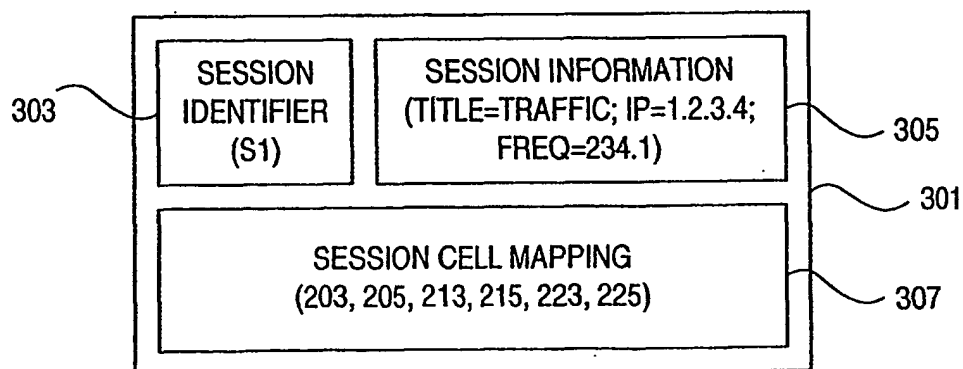 SESSION
IDENTIFIER
(S1)
303
SESSION INFORMATION
(TITLE=TRAFFIC; IP=1.2.3.4;
FREQ=234.1)
305
301
SESSION CELL MAPPING
(203, 205, 213, 215, 223, 225)
307